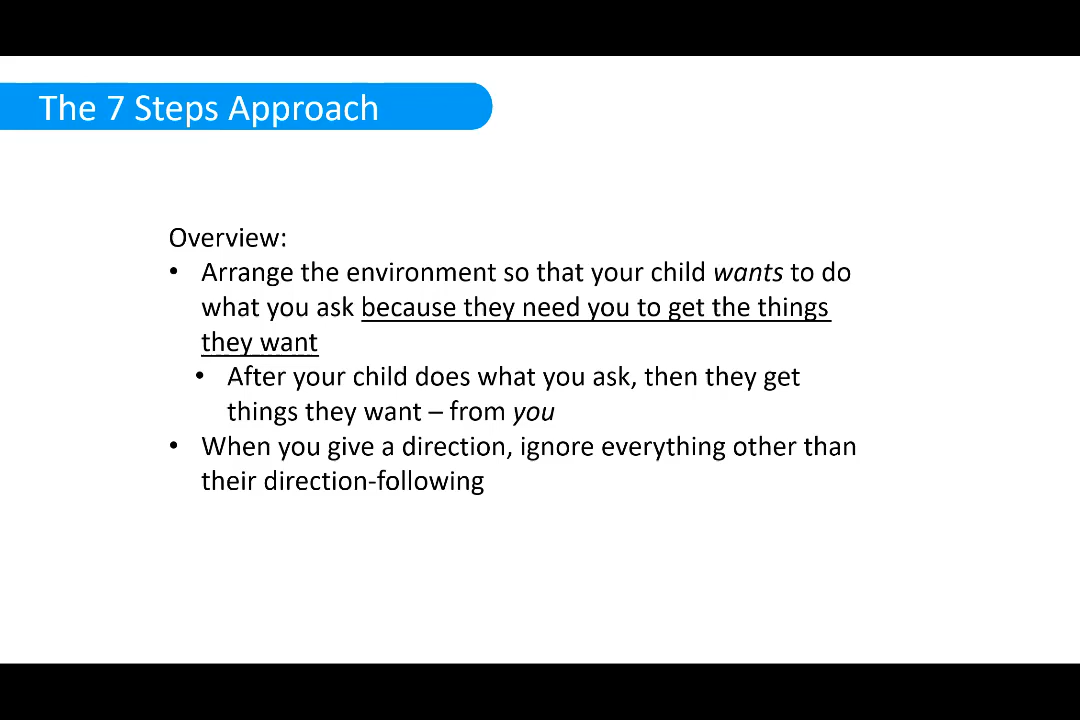 The 7 Steps Approach
Overview:
• Arrange the environment so that your child wants to do
what you ask because they need you to get the things
they want
• After your child does what you ask, then they get
things they want – from you
• When you give a direction, ignore everything other than
their direction-following